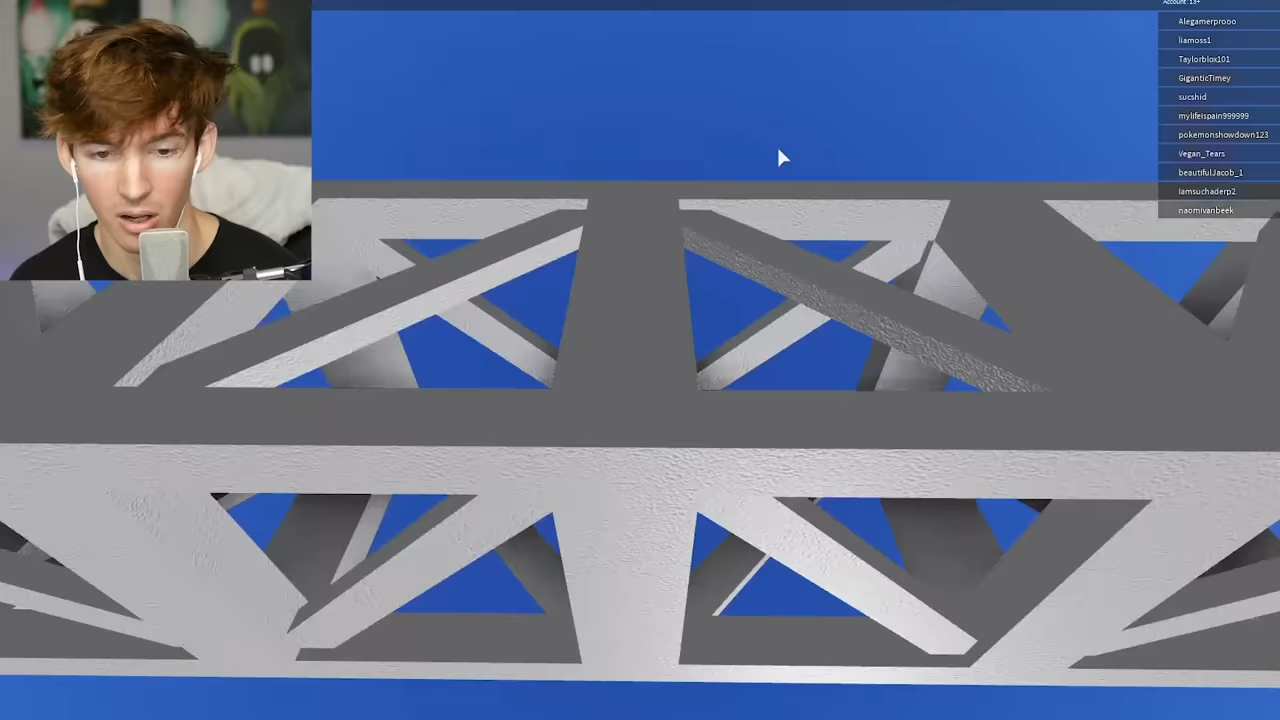 Account: 13+
Alegamerprooo
liamoss1
Taylorblox101
GiganticTimey
sucshid
mylifeispain999999
pokemonshowdown123
Vegan_Tears
beautifulJacob_1
Iamsuchaderp2
naomivanbeek